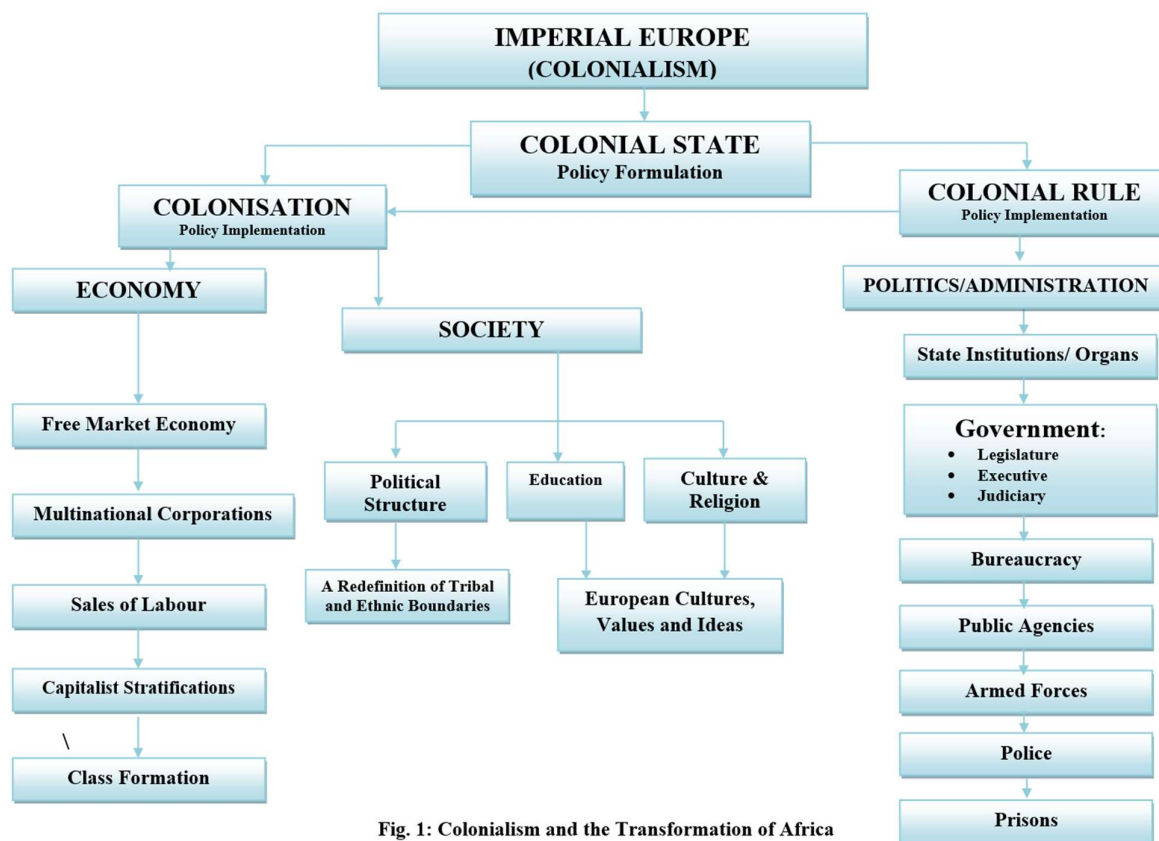 IMPERIAL EUROPE
(COLONIALISM)
COLONIAL STATE
Policy Formulation
COLONISATION
Policy Implementation
COLONIAL RULE
Policy Implementation
ECONOMY
SOCIETY
POLITICS/ADMINISTRATION
State Institutions/ Organs
Free Market Economy
Multinational Corporations
Sales of Labour
Capitalist Stratifications
\
Class Formation
Political
Structure
Education
Culture &
Religion
A Redefinition of Tribal
and Ethnic Boundaries
European Cultures,
Values and Ideas
Government:
• Legislature
• Executive
• Judiciary
Bureaucracy
Public Agencies
Armed Forces
Police
Prisons
Fig. 1: Colonialism and the Transformation of Africa